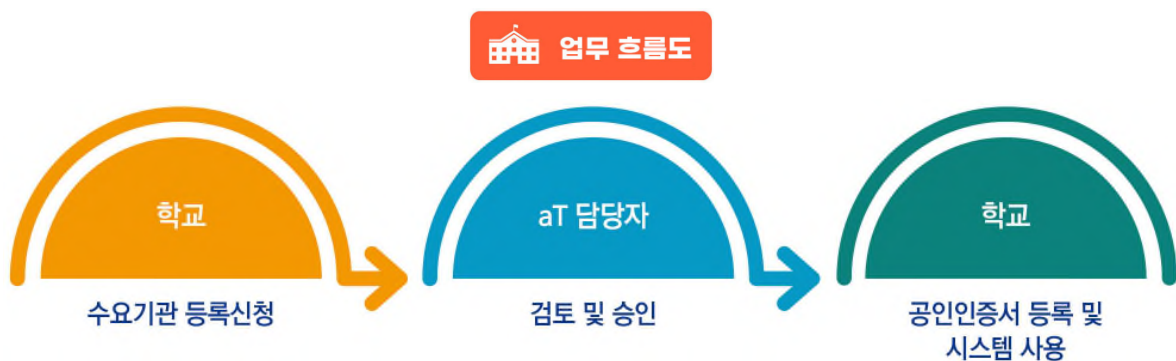 업무 흐름도
학교
aT 담당자
학교
수요기관 등록신청
검토 및 승인
공인인증서 등록 및
시스템 사용